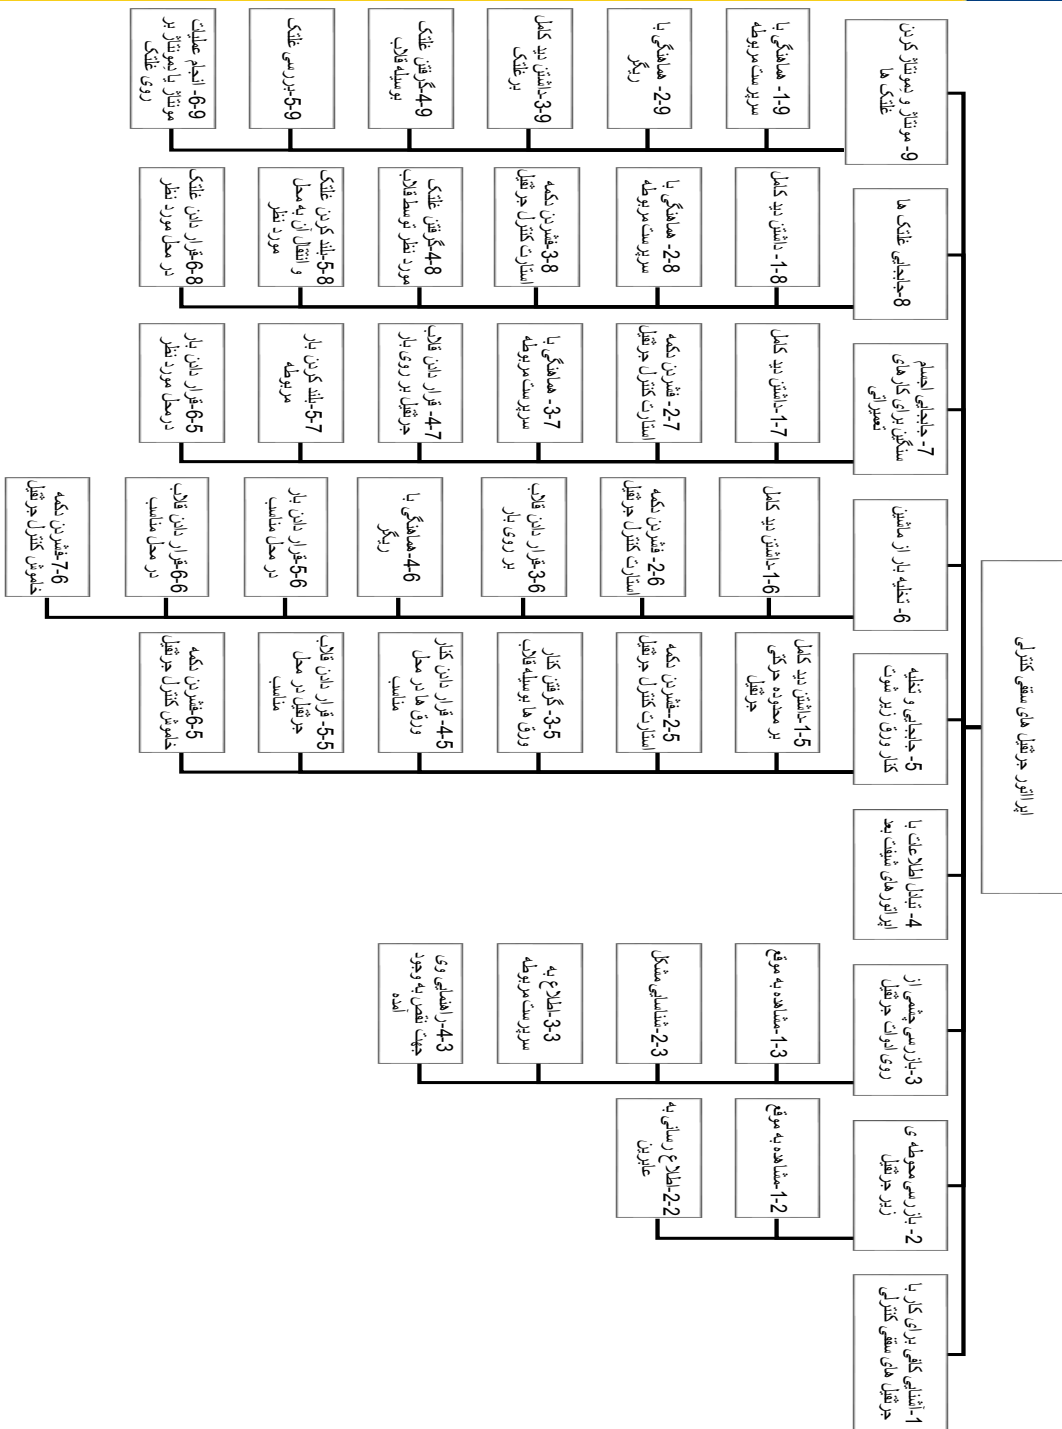 اپراتور جرثقیل های سقفی کنترلی
1-آشنایی کافی برای کار با
جرثقیل های سقفی کنترلی
2- بازرسی محوطه ی
زیر جرثقیل
1-2-مشاهده به موقع
2-2-اطلاع رسانی به
عابرین
3-بازرسی چشمی از
روی ادوات جرثقیل
1-3-مشاهده به موقع
2-3-شناسایی مشکل
3-3-اطلاع به
سرپرست مربوطه
4-3-راهنمایی وی
جهت نقص به وجود
آمده
4- تبادل اطلاعات با
اپراتورهای شیفت بعد
5- جابجایی و تخلیه
کنار ورق زیر شوت
1-5-داشتن دید کامل
بر محدوده حرکتی
جرثقیل
2-5--فشردن دکمه
استارت کنترل جرثقیل
3-5- گرفتن کنار
ورق ها بوسیله قلاب
4-5- قرار دادن کنار
ورق ها در محل
مناسب
5-5- قرار دادن قلاب
جرثقیل در محل
مناسب
6-5-فشردن دکمه
خاموش کنترل جرثقیل
6- تخلیه بار از ماشین
1-6-داشتن دید کامل
2-6- فشردن دکمه
استارت کنترل جرثقیل
3-6-قرار دادن قلاب
بر روی بار
4-6-هماهنگی با
ریگر
5-6-قرار دادن بار
در محل مناسب
6-6-قرار دادن قلاب
در محل مناسب
7-6-فشردن دکمه
خاموش کنترل جرثقیل
7- جابجایی اجسام
سنگین برای کارهای
تعمیراتی
1-7-داشتن دید کامل
2-7- فشردن دکمه
استارت کنترل جرثقیل
3-7- هماهنگی با
سرپرست مربوطه
4-7- قرار دادن قلاب
جرثقیل بر روی بار
5-7-بلند کردن بار
مربوطه
6-5-قرار دادن بار
درمحل مورد نظر
8-جابجایی غلتک ها
1-8- داشتن دید کامل
2-8- هماهنگی با
سرپرست مربوطه
3-8-فشردن دکمه
استارت کنترل جرثقیل
4-8-گرفتن غلتک
مورد نظر توسط قلاب
5-8-بلند کردن غلتک
و انتقال آن به محل
مورد نظر
6-8-قرار دادن غلتک
در محل مورد نظر
9- مونتاژ و دمونتاژ کردن
غلتک ها
1-9- هماهنگی با
سرپرست مربوطه
2-9- هماهنگی با
ریگر
3-9-داشتن دید کامل
بر غلتک
4-9-گرفتن غلتک
بوسیله قلاب
5-9-بررسی غلتک
6-9- انجام عملیات
مونتاژ یا دمونتاژ بر
روی غلتک